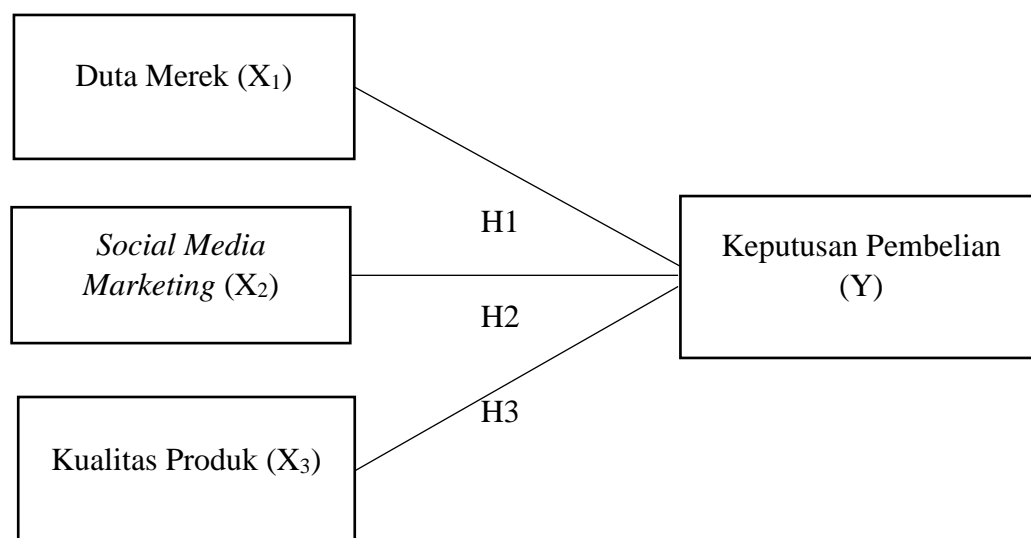 Duta Merek (X₁)
Social Media
Marketing (X₂)
Kualitas Produk (X₃)
H1
H2
H3
Keputusan Pembelian
(Y)